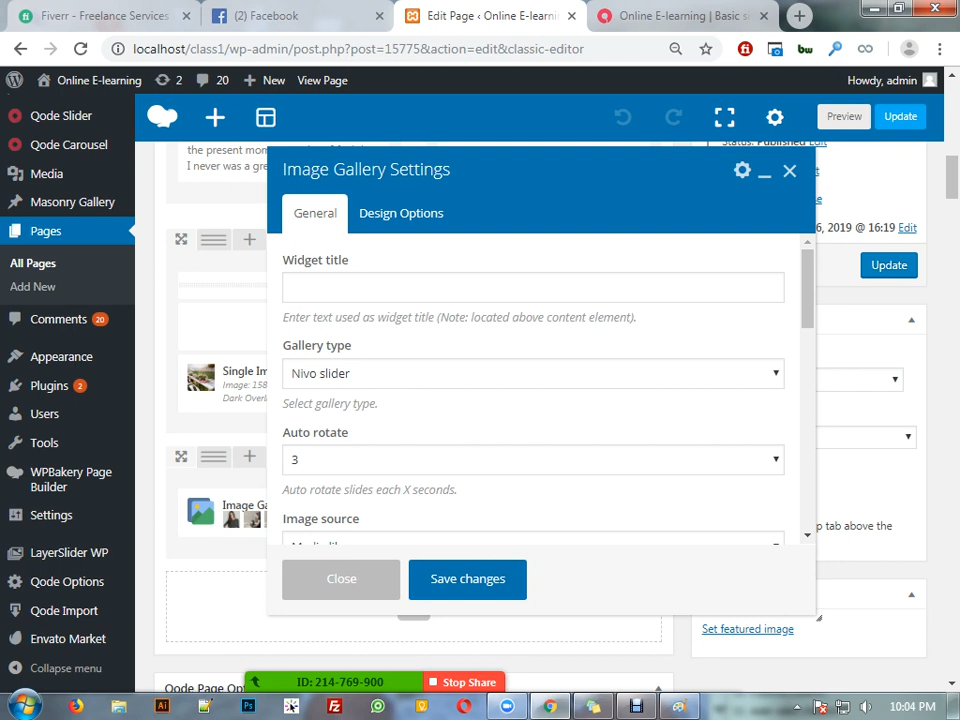 Fiverr - Freelance Services
(2) Facebook
Edit Page ‹ Online E-learni
Online E-learning | Basic s
localhost/class1/wp-admin/post.php?post=15775&action=edit&classic-editor
Online E-learning
2
20
New
View Page
Howdy, admin
Qode Slider
Qode Carousel
Media
Masonry Gallery
Pages
All Pages
Add New
Comments 20
Appearance
Plugins 2
Users
Tools
WPBakery Page
Builder
Settings
LayerSlider WP
Qode Options
Qode Import
Envato Market
Collapse menu
Preview
Update
the present mom
I never was a gre
Status: Published Edit
6, 2019 @ 16:19 Edit
Update
Image Gallery Settings
General
Design Options
Widget title
Enter text used as widget title (Note: located above content element).
Gallery type
Nivo slider
Select gallery type.
Auto rotate
3
Auto rotate slides each X seconds.
Image source
Close
Save changes
Single Im
Image: 158
Dark Overl
Image Ga
p tab above the
Set featured image
Qode Page Opt
ID: 214-769-900
Stop Share
10:04 PM